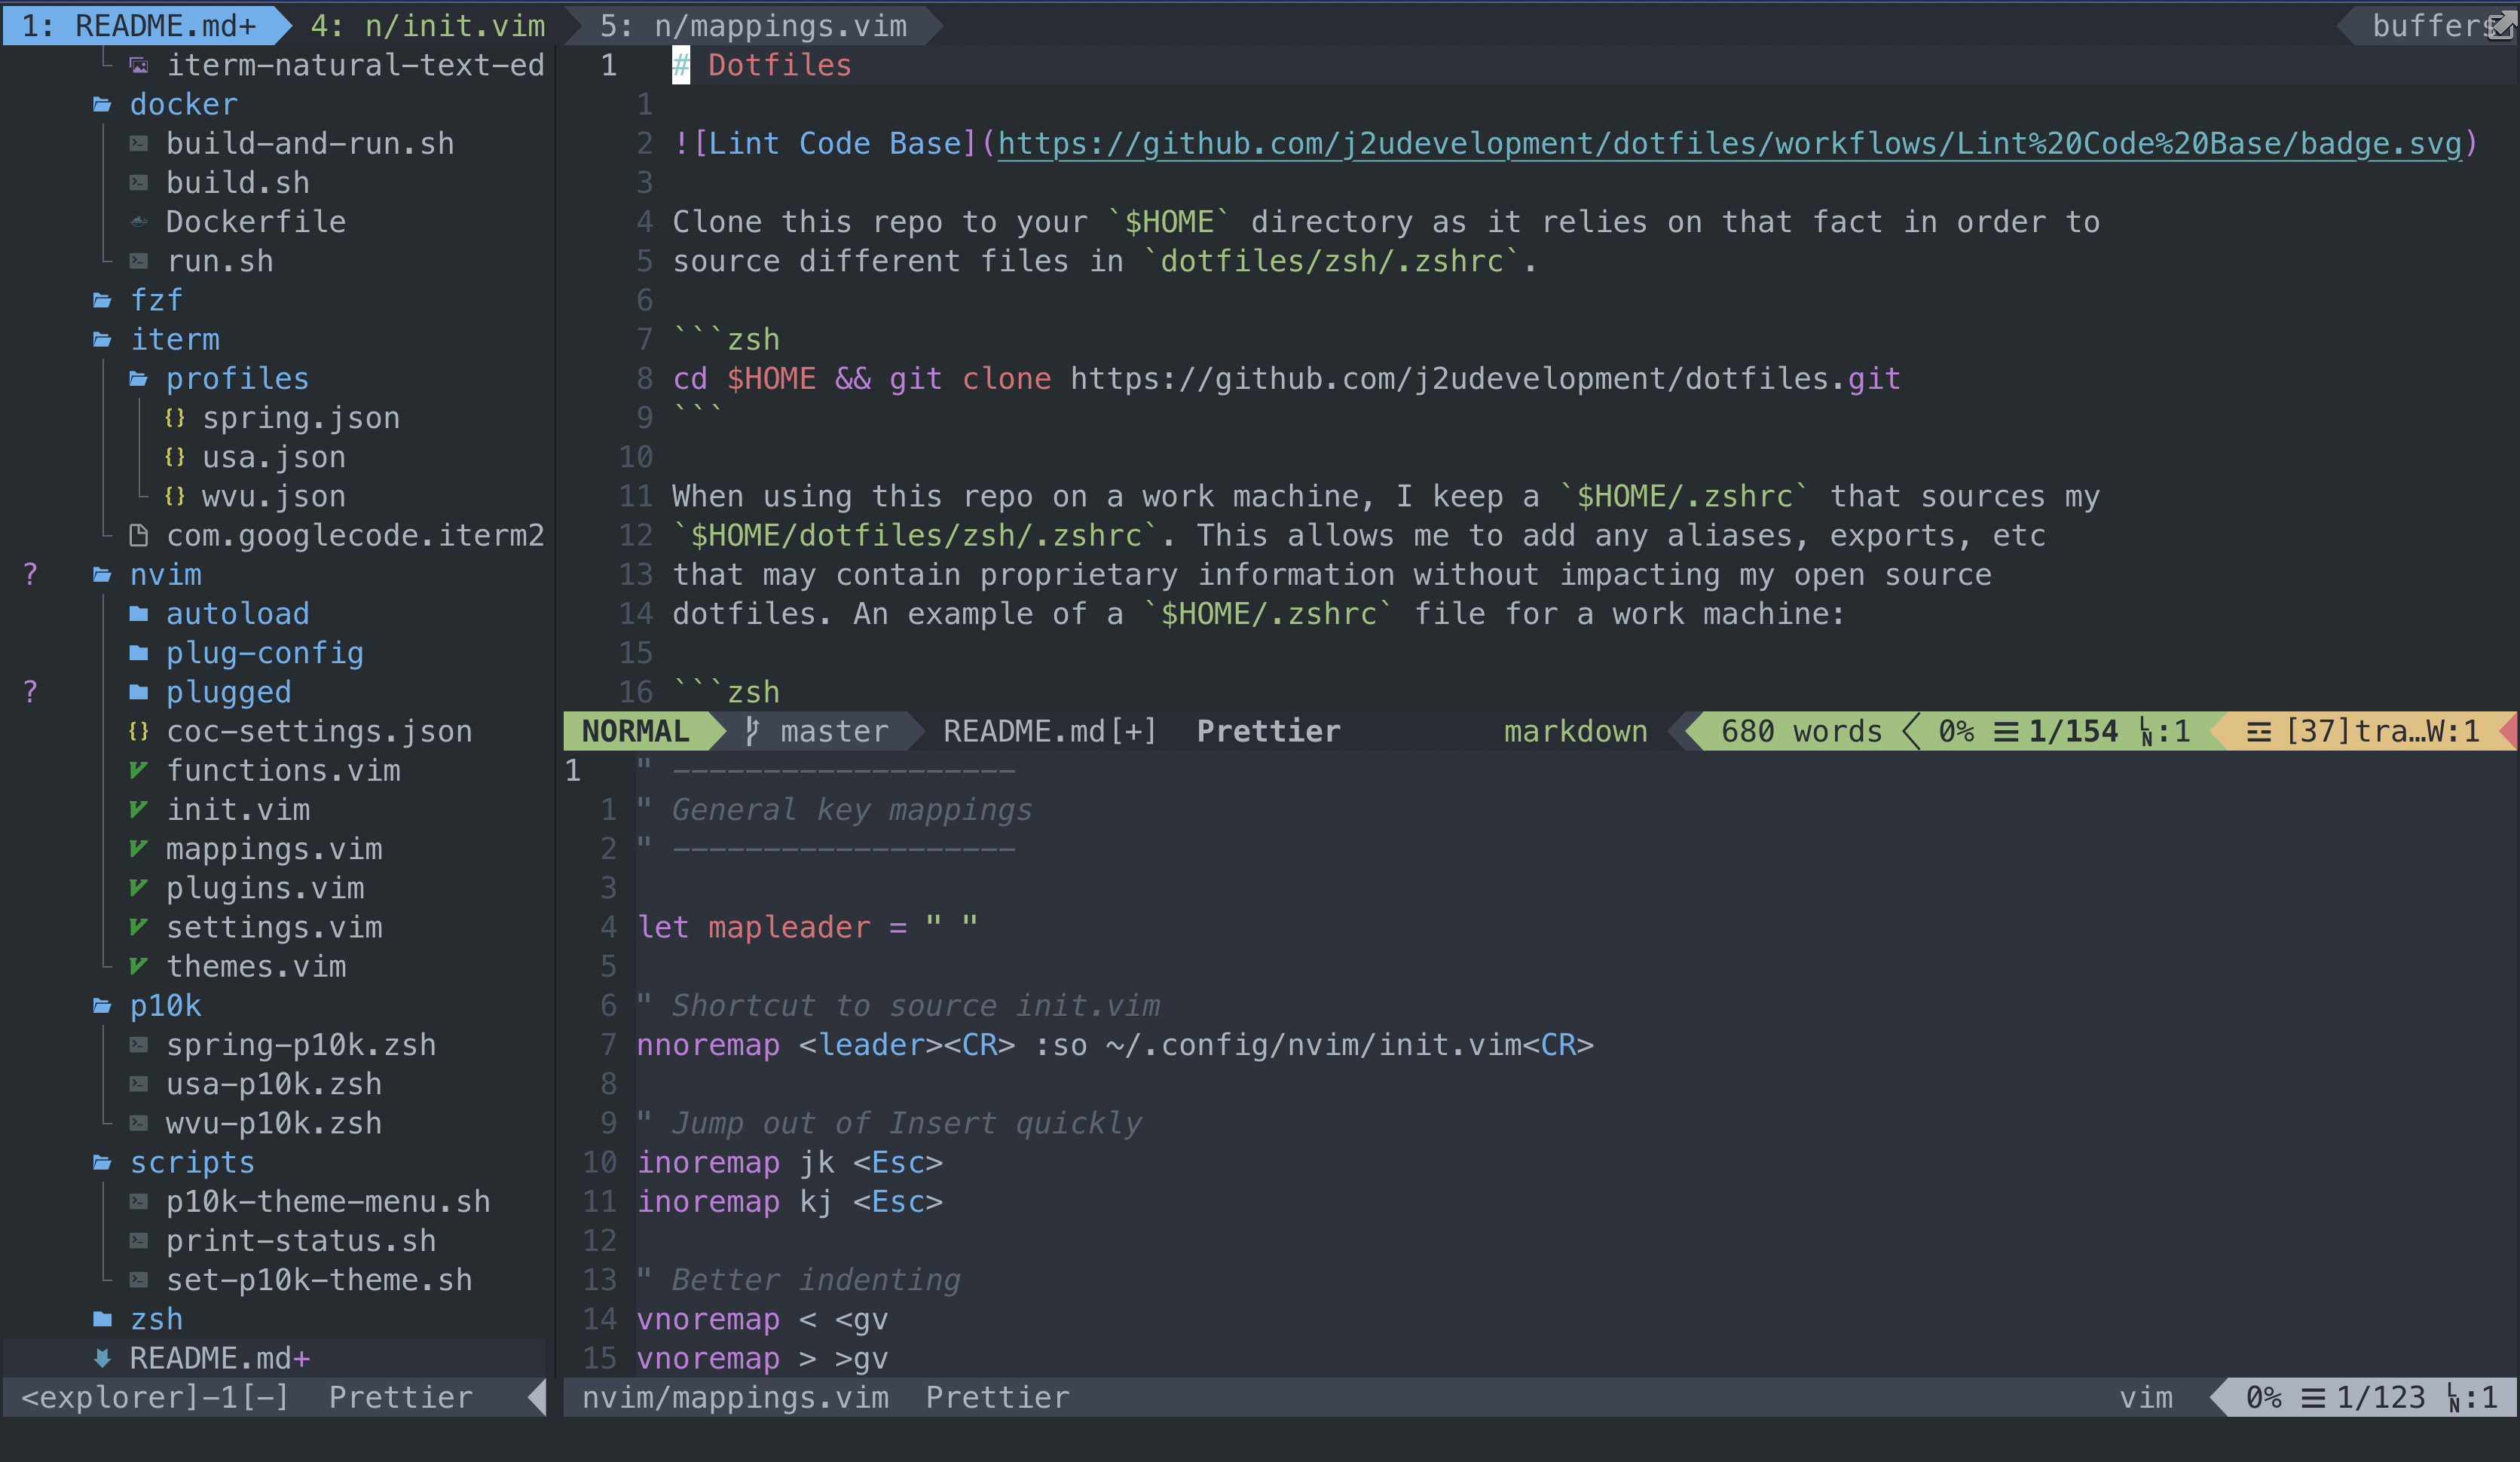 1: README.md+ 4: n/init.vim 5: n/mappings.vim buffers
iterm-natural-text-ed
docker
build-and-run.sh
build.sh
Dockerfile
run.sh
fzf
iterm
profiles
spring.json
usa.json
wvu.json
com.googlecode.iterm2
? nvim
autoload
plug-config
? plugged
coc-settings.json
functions.vim
init.vim
mappings.vim
plugins.vim
settings.vim
themes.vim
p10k
spring-p10k.zsh
usa-p10k.zsh
wvu-p10k.zsh
scripts
p10k-theme-menu.sh
print-status.sh
set-p10k-theme.sh
zsh
README.md+
<explorer]-1[-] Prettier
1 # Dotfiles
1
2 ![Lint Code Base](https://github.com/j2udevelopment/dotfiles/workflows/Lint%20Code%20Base/badge.svg)
3
4 Clone this repo to your `$HOME` directory as it relies on that fact in order to
5 source different files in `dotfiles/zsh/.zshrc`.
6
7 ```zsh
8 cd $HOME && git clone https://github.com/j2udevelopment/dotfiles.git
9 ```
10
11 When using this repo on a work machine, I keep a `$HOME/.zshrc` that sources my
12 `$HOME/dotfiles/zsh/.zshrc`. This allows me to add any aliases, exports, etc
13 that may contain proprietary information without impacting my open source
14 dotfiles. An example of a `$HOME/.zshrc` file for a work machine:
15
16 ```zsh
NORMAL master README.md[+] Prettier markdown 680 words 0% ☰ 1/154 LN:1 [37]tra…W:1
1 " -------------------
1 " General key mappings
2 " -------------------
3
4 let mapleader = " "
5
6 " Shortcut to source init.vim
7 nnoremap <leader><CR> :so ~/.config/nvim/init.vim<CR>
8
9 " Jump out of Insert quickly
10 inoremap jk <Esc>
11 inoremap kj <Esc>
12
13 " Better indenting
14 vnoremap < <gv
15 vnoremap > >gv
nvim/mappings.vim Prettier vim 0% ☰ 1/123 LN:1